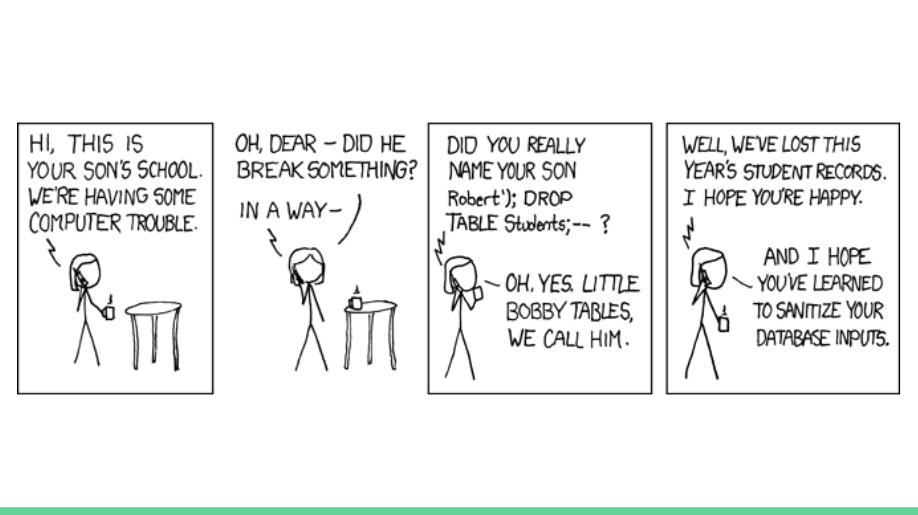 HI, THIS IS
YOUR SON'S SCHOOL.
WE'RE HAVING SOME
COMPUTER TROUBLE.
OH, DEAR – DID HE
BREAK SOMETHING?
IN A WAY–
DID YOU REALLY
NAME YOUR SON
Robert'); DROP
TABLE Students;-- ?
OH, YES. LITTLE
BOBBY TABLES,
WE CALL HIM.
WELL, WE'VE LOST THIS
YEAR'S STUDENT RECORDS.
I HOPE YOU'RE HAPPY.
AND I HOPE
YOU'VE LEARNED
TO SANITIZE YOUR
DATABASE INPUTS.